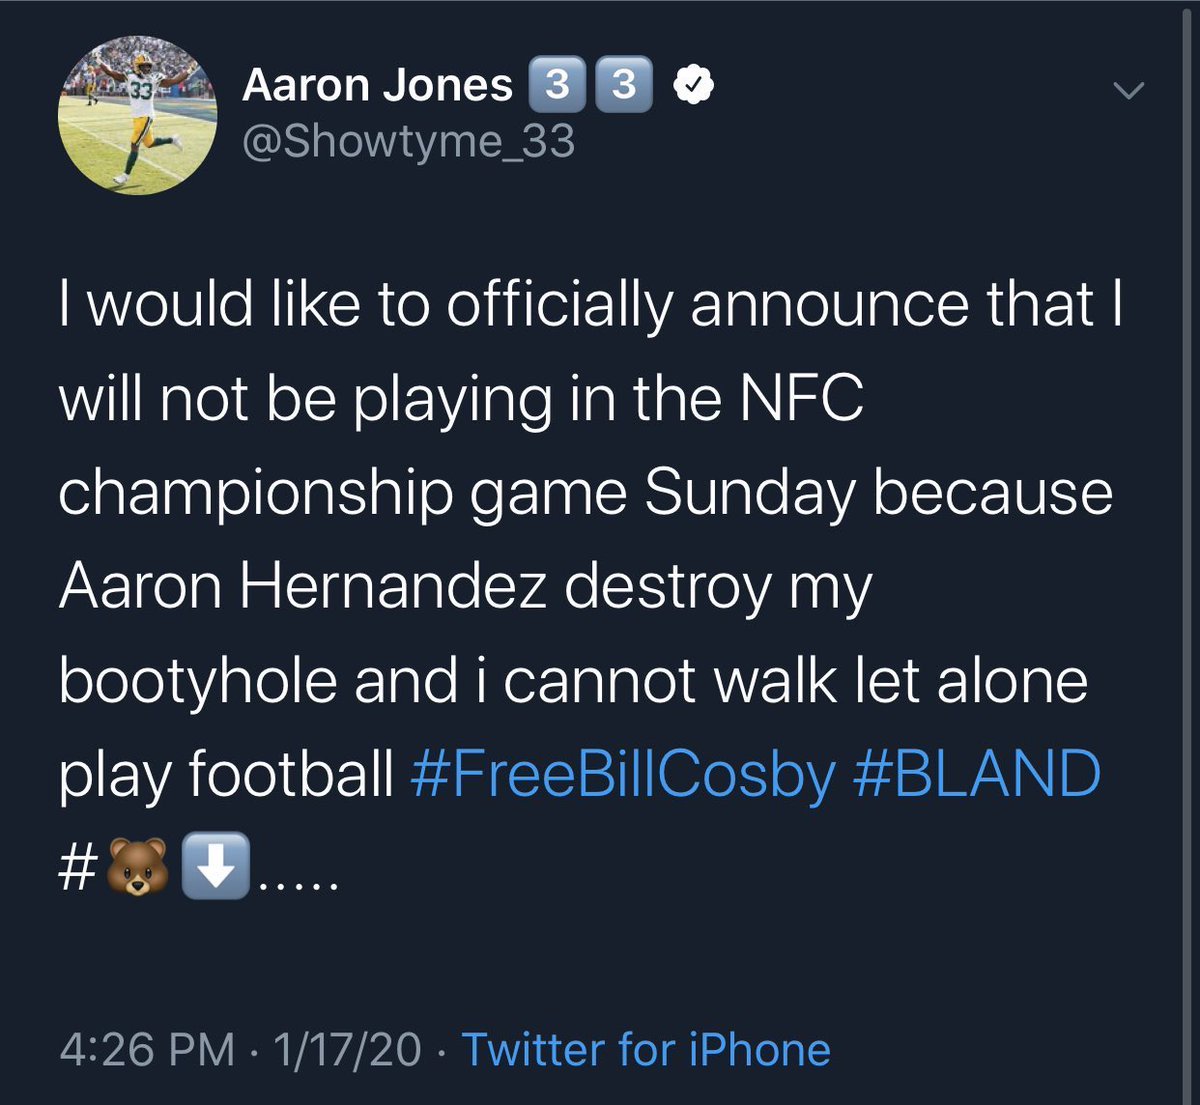 Aaron Jones 3️⃣3️⃣
@Showtyme_33
I would like to officially announce that I
will not be playing in the NFC
championship game Sunday because
Aaron Hernandez destroy my
bootyhole and i cannot walk let alone
play football #FreeBillCosby #BLAND
#🐻⬇️.....
4:26 PM · 1/17/20 · Twitter for iPhone